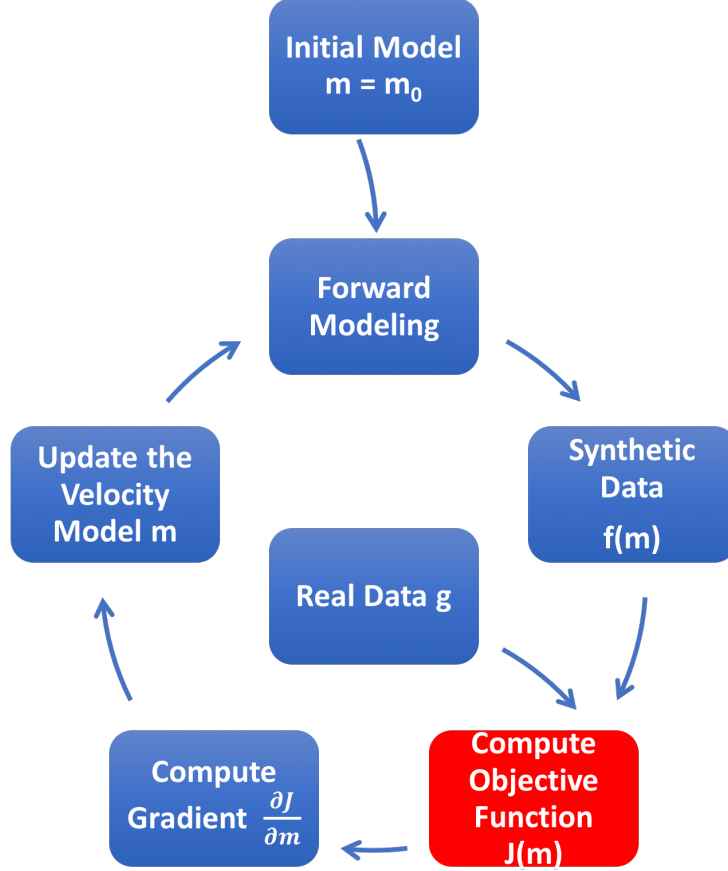 Initial Model
m = m₀
Forward
Modeling
Synthetic
Data
f(m)
Update the
Velocity
Model m
Real Data g
Compute
Objective
Function
J(m)
Compute
Gradient ∂J/∂m